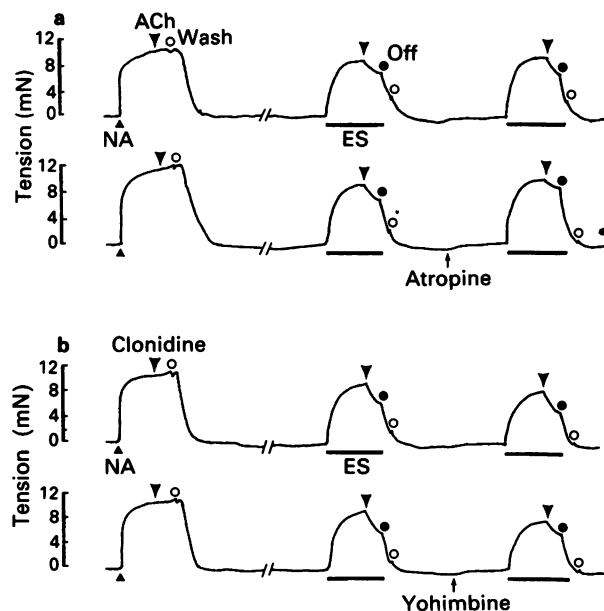 a
ACh
Wash
Off
12
8
4
0
NA
ES
12
8
4
0
Atropine
Tension (mN)
b
Clonidine
12
8
4
0
NA
ES
12
8
4
0
Yohimbine
Tension (mN)